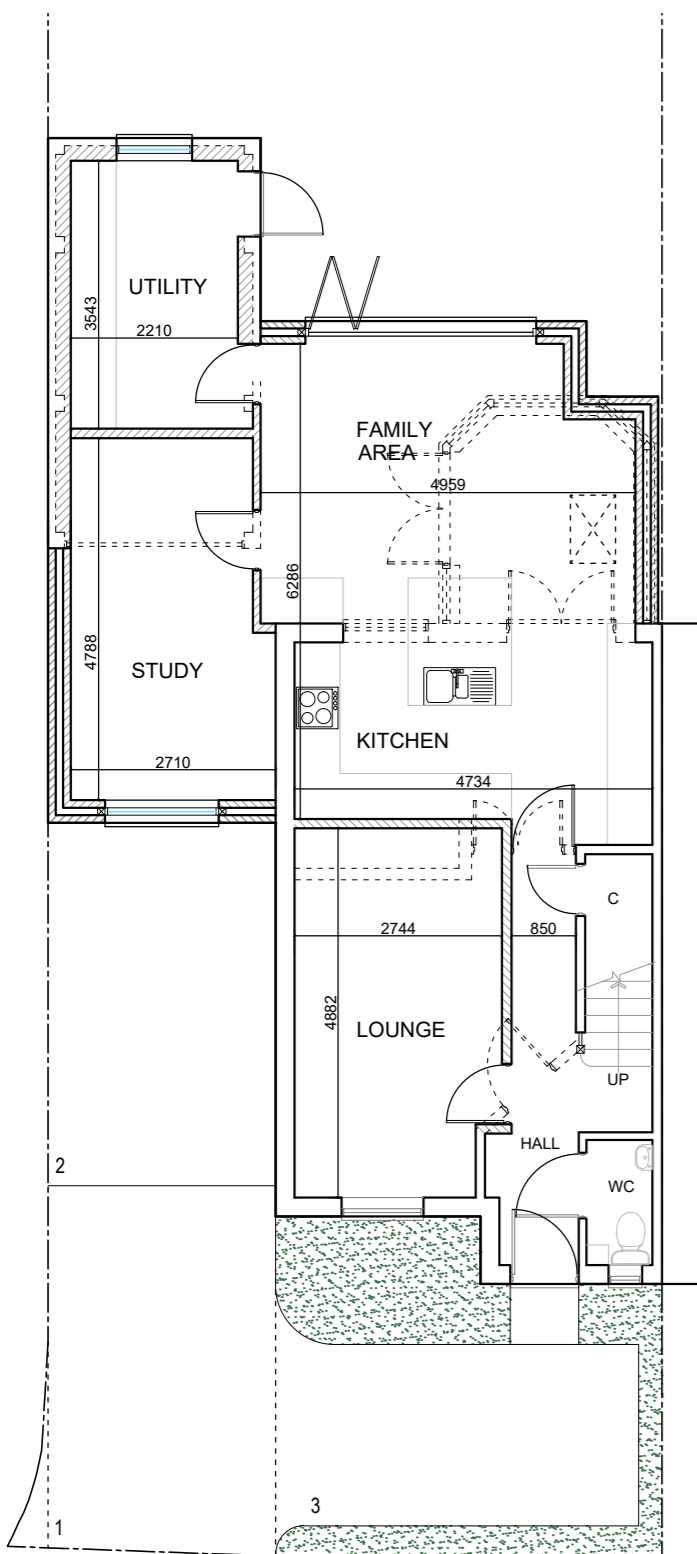 UTILITY
3543
2210
FAMILY
AREA
4959
6286
4788
STUDY
2710
KITCHEN
4734
C
2744
850
4882
LOUNGE
UP
HALL
WC
2
3
1